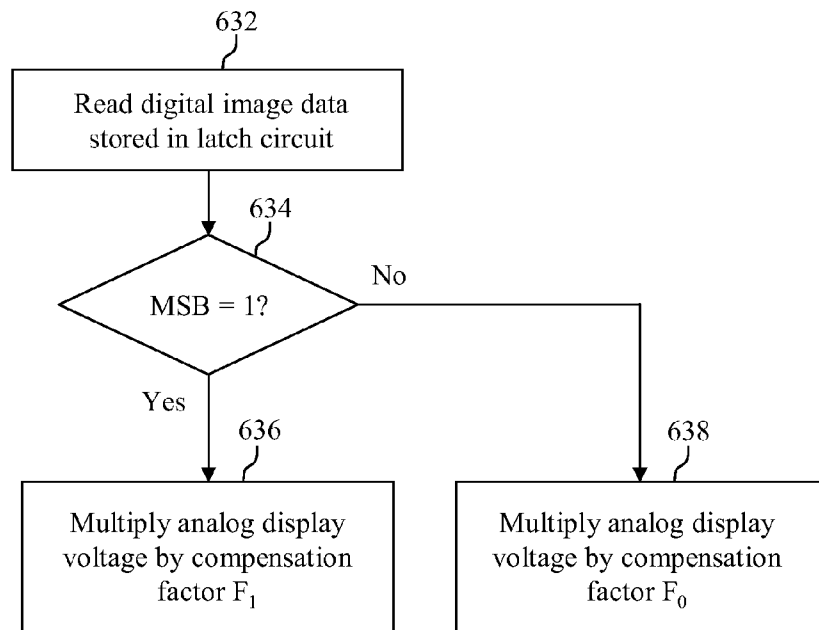 632
Read digital image data
stored in latch circuit
634
MSB = 1?
No
Yes
636
Multiply analog display
voltage by compensation
factor F₁
638
Multiply analog display
voltage by compensation
factor F₀